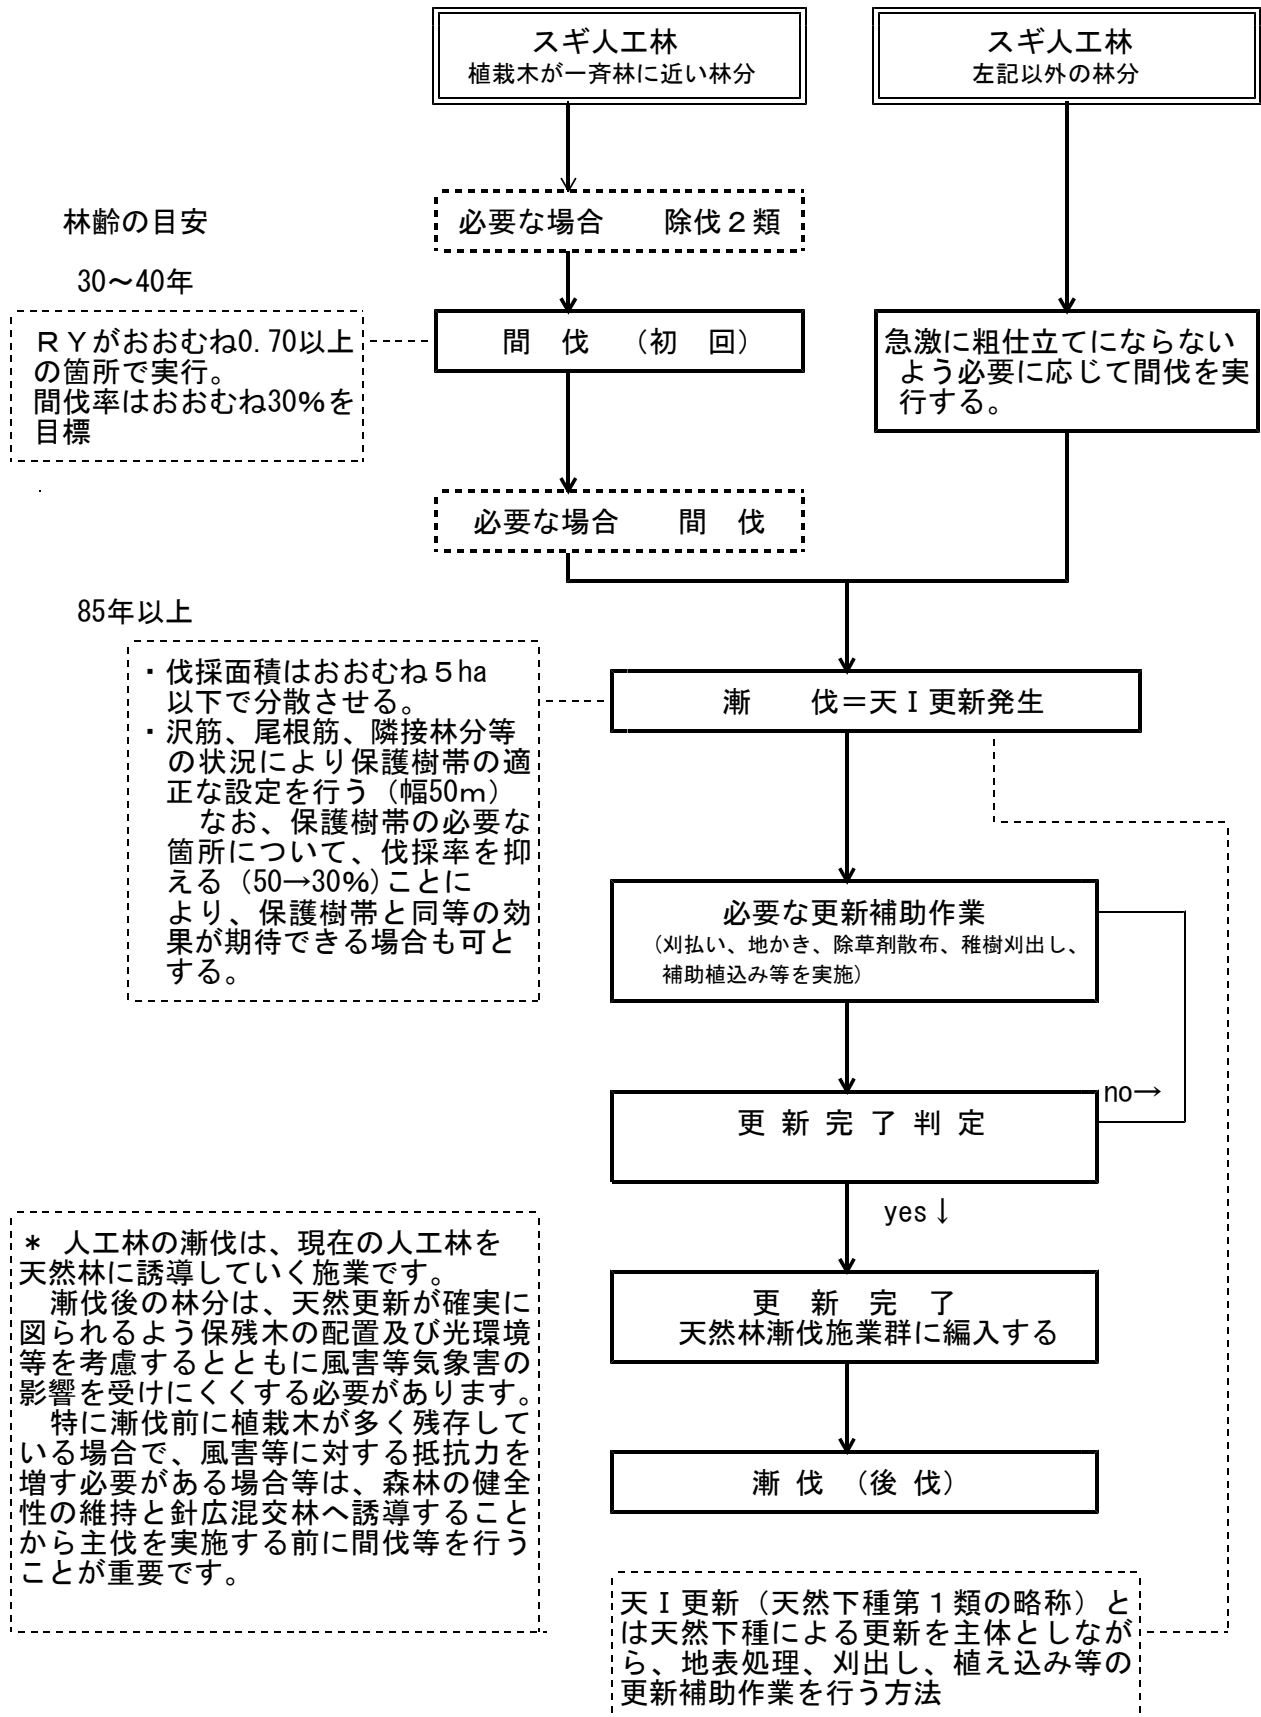 スギ人工林
植栽木が一斉林に近い林分
スギ人工林
左記以外の林分
必要な場合　　除伐２類
林齢の目安
30～40年
ＲＹがおおむね0.70以上
の箇所で実行。
間伐率はおおむね30％を
目標
間　伐　（初　回）
急激に粗仕立てにならない
よう必要に応じて間伐を実
行する。
必要な場合　　間　伐
85年以上
・伐採面積はおおむね５ha
以下で分散させる。
・沢筋、尾根筋、隣接林分等
の状況により保護樹帯の適
正な設定を行う（幅50ｍ）
なお、保護樹帯の必要な
箇所について、伐採率を抑
える（50→30％)ことに
より、保護樹帯と同等の効
果が期待できる場合も可と
する。
漸　　伐＝天Ｉ更新発生
必要な更新補助作業
（刈払い、地かき、除草剤散布、稚樹刈出し、
補助植込み等を実施）
no→
更 新 完 了 判 定
yes↓
更　新　完　了
天然林漸伐施業群に編入する
漸 伐 （後 伐）
＊ 人工林の漸伐は、現在の人工林を
天然林に誘導していく施業です。
漸伐後の林分は、天然更新が確実に
図られるよう保残木の配置及び光環境
等を考慮するとともに風害等気象害の
影響を受けにくくする必要があります。
特に漸伐前に植栽木が多く残存して
いる場合で、風害等に対する抵抗力を
増す必要がある場合等は、森林の健全
性の維持と針広混交林へ誘導すること
から主伐を実施する前に間伐等を行う
ことが重要です。
天Ｉ更新（天然下種第１類の略称）と
は天然下種による更新を主体としなが
ら、地表処理、刈出し、植え込み等の
更新補助作業を行う方法